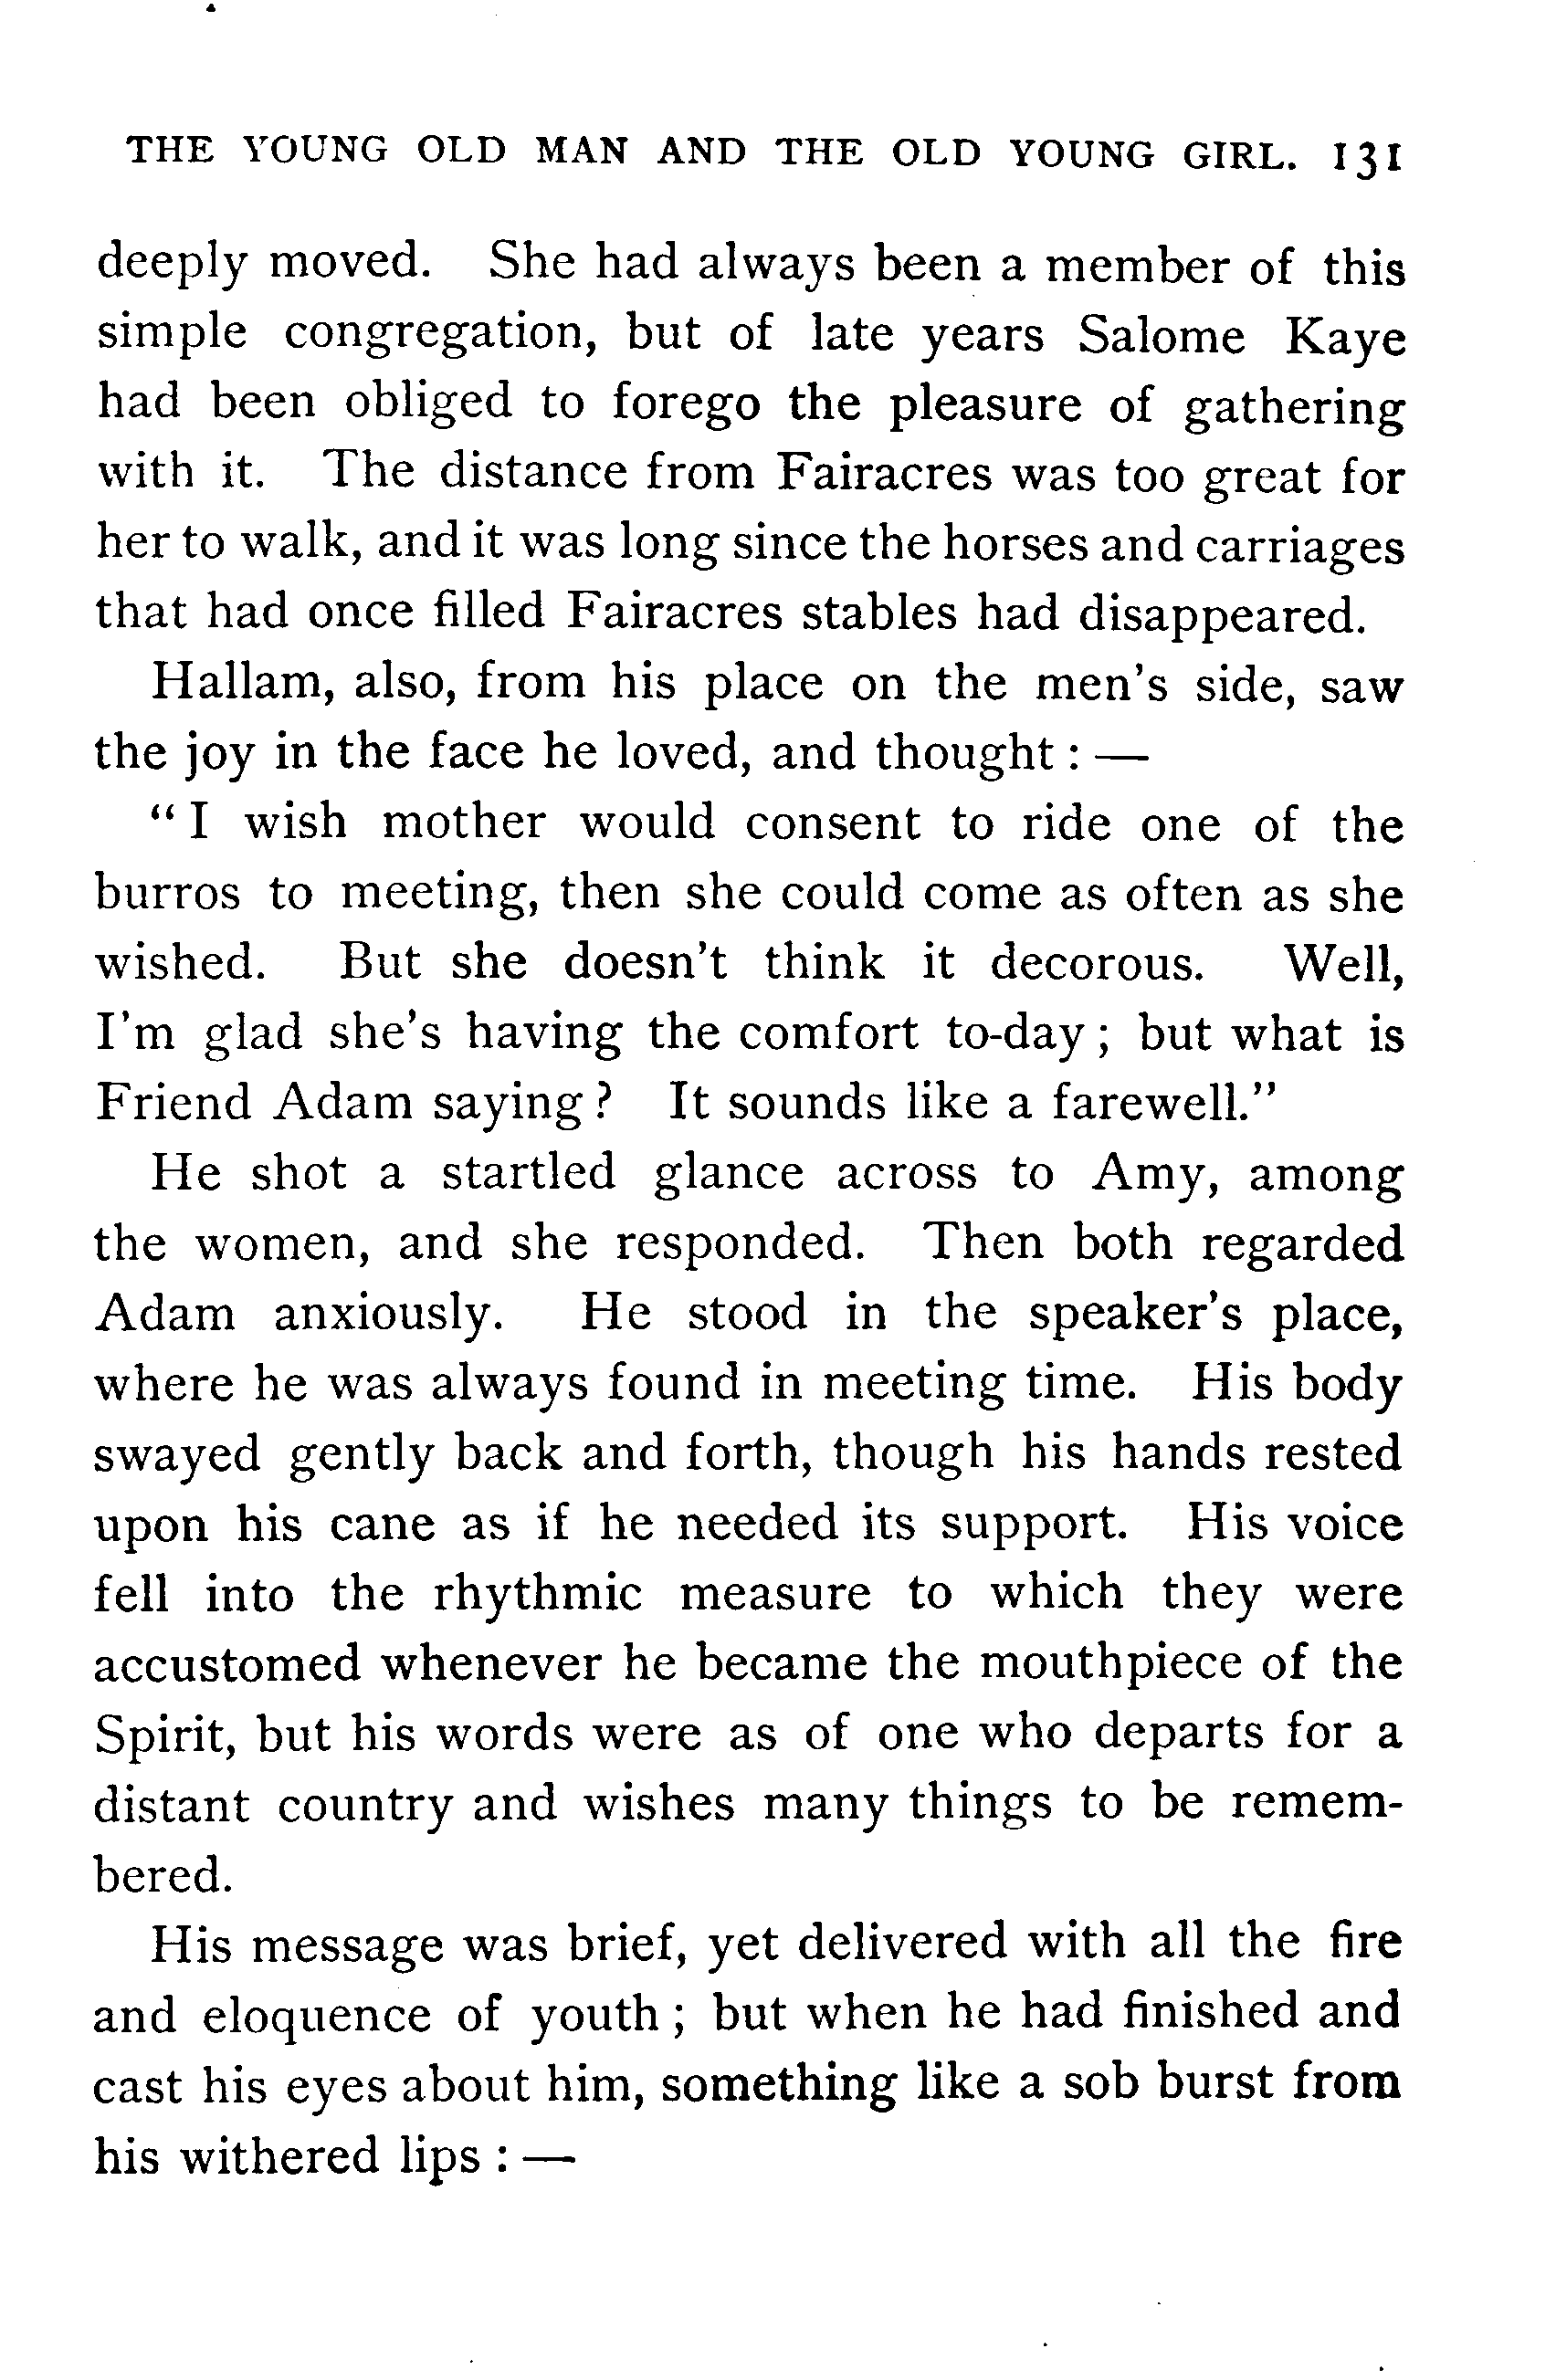 THE YOUNG OLD MAN AND THE OLD YOUNG GIRL. 131
deeply moved. She had always been a member of this
simple congregation, but of late years Salome Kaye
had been obliged to forego the pleasure of gathering
with it. The distance from Fairacres was too great for
her to walk, and it was long since the horses and carriages
that had once filled Fairacres stables had disappeared.
Hallam, also, from his place on the men's side, saw
the joy in the face he loved, and thought : —
“ I wish mother would consent to ride one of the
burros to meeting, then she could come as often as she
wished. But she doesn't think it decorous. Well,
I'm glad she's having the comfort to-day ; but what is
Friend Adam saying ? It sounds like a farewell.”
He shot a startled glance across to Amy, among
the women, and she responded. Then both regarded
Adam anxiously. He stood in the speaker's place,
where he was always found in meeting time. His body
swayed gently back and forth, though his hands rested
upon his cane as if he needed its support. His voice
fell into the rhythmic measure to which they were
accustomed whenever he became the mouthpiece of the
Spirit, but his words were as of one who departs for a
distant country and wishes many things to be remem-
bered.
His message was brief, yet delivered with all the fire
and eloquence of youth ; but when he had finished and
cast his eyes about him, something like a sob burst from
his withered lips : —